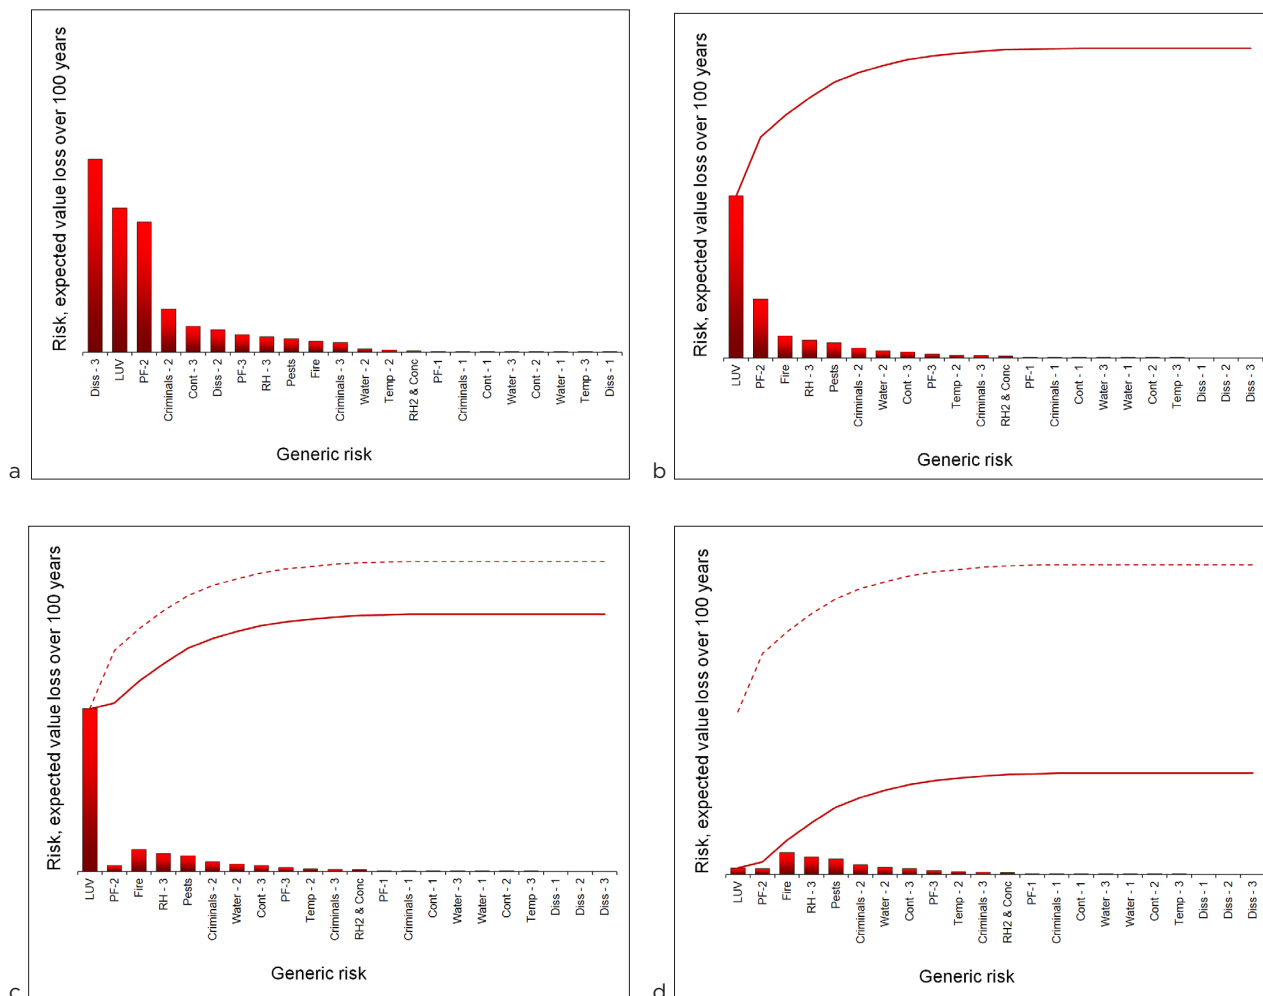 Risk, expected value loss over 100 years
Diss - 3
LUV
PF-2
Criminals - 2
Cont - 3
Diss - 2
PF-3
RH - 3
Pests
Fire
Criminals - 3
Water - 2
Temp - 2
RH2 & Conc
PF-1
Criminals - 1
Cont - 1
Water - 3
Cont - 2
Water - 1
Temp - 3
Diss - 1
Generic risk
a
Risk, expected value loss over 100 years
LUV
PF-2
Fire
RH - 3
Pests
Criminals - 2
Water - 2
Cont - 3
PF-3
Temp - 2
Criminals - 3
RH2 & Conc
PF-1
Criminals - 1
Cont - 1
Water - 3
Water - 1
Cont - 2
Temp - 3
Diss - 1
Diss - 2
Diss - 3
Generic risk
b
Risk, expected value loss over 100 years
LUV
PF-2
Fire
RH - 3
Pests
Criminals - 2
Water - 2
Cont - 3
PF-3
Temp - 2
Criminals - 3
RH2 & Conc
PF-1
Criminals - 1
Cont - 1
Water - 3
Water - 1
Cont - 2
Temp - 3
Diss - 1
Diss - 2
Diss - 3
Generic risk
c
Risk, expected value loss over 100 years
LUV
PF-2
Fire
RH - 3
Pests
Criminals - 2
Water - 2
Cont - 3
PF-3
Temp - 2
Criminals - 3
RH2 & Conc
PF-1
Criminals - 1
Cont - 1
Water - 3
Water - 1
Cont - 2
Temp - 3
Diss - 1
Diss - 2
Diss - 3
Generic risk
d